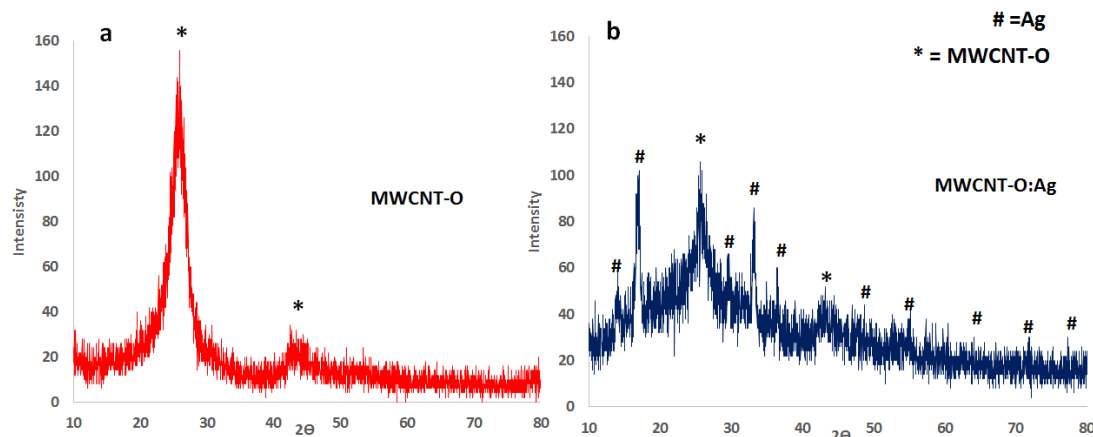 a
*
160
140
120
100
80
60
40
20
0
Intensisty
MWCNT-O
*
10 20 30 40 50 60 70 80
2Θ
b
# =Ag
* = MWCNT-O
160
140
120
100
80
60
40
20
0
Intensity
MWCNT-O:Ag
# # * # # # * # # # # #
10 20 30 40 50 60 70 80
2Θ